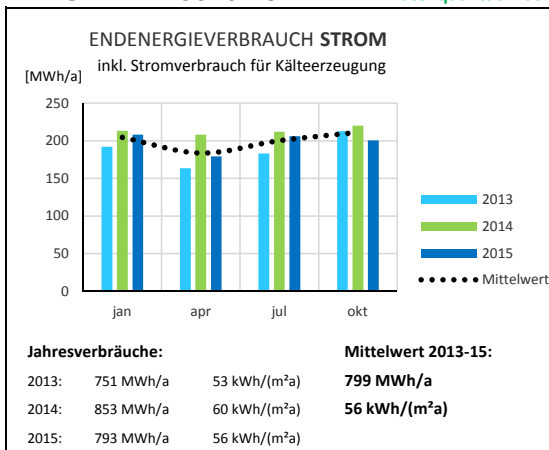 ENDENERGIEVERBRAUCH STROM
inkl. Stromverbrauch für Kälteerzeugung
[MWh/a]
250
200
150
100
50
0
jan apr jul okt
2013
2014
2015
Mittelwert
Jahresverbräuche: Mittelwert 2013-15:
2013: 751 MWh/a 53 kWh/(m²a) 799 MWh/a
2014: 853 MWh/a 60 kWh/(m²a) 56 kWh/(m²a)
2015: 793 MWh/a 56 kWh/(m²a)